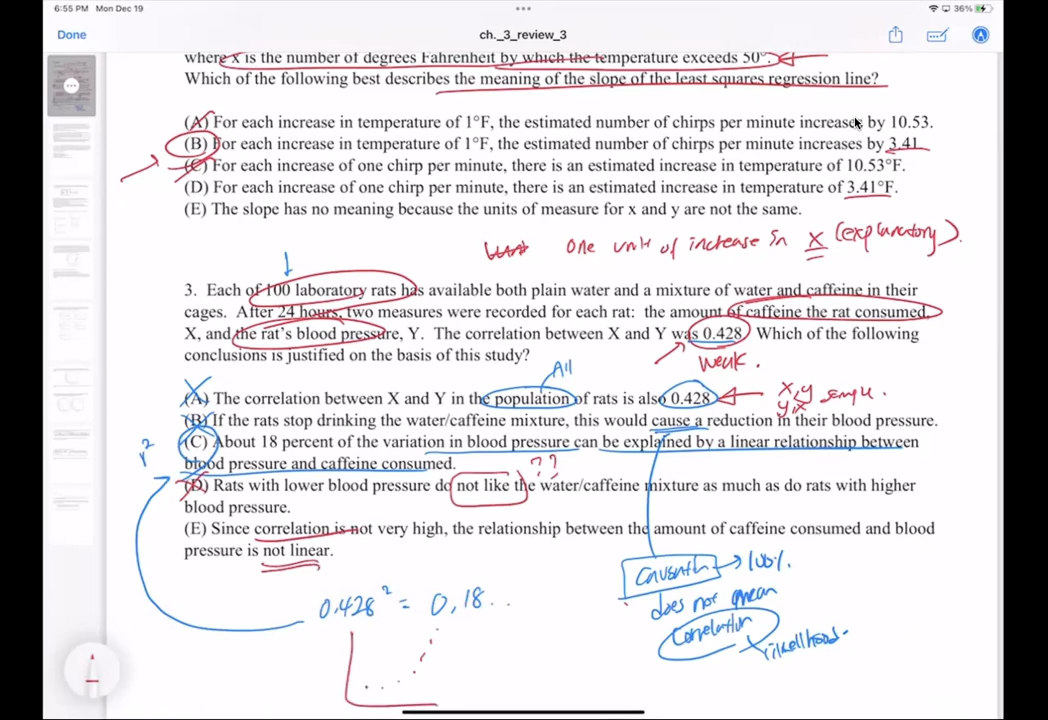 6:55 PM Mon Dec 19
36%
Done
ch._3_review_3
where x is the number of degrees Fahrenheit by which the temperature exceeds 50°.
Which of the following best describes the meaning of the slope of the least squares regression line?
(A) For each increase in temperature of 1°F, the estimated number of chirps per minute increases by 10.53.
(B) For each increase in temperature of 1°F, the estimated number of chirps per minute increases by 3.41.
(C) For each increase of one chirp per minute, there is an estimated increase in temperature of 10.53°F.
(D) For each increase of one chirp per minute, there is an estimated increase in temperature of 3.41°F.
(E) The slope has no meaning because the units of measure for x and y are not the same.
one unit of increase in X (explanatory).
3. Each of 100 laboratory rats has available both plain water and a mixture of water and caffeine in their
cages. After 24 hours, two measures were recorded for each rat: the amount of caffeine the rat consumed,
X, and the rat's blood pressure, Y. The correlation between X and Y was 0.428 Which of the following
conclusions is justified on the basis of this study?
weak.
All
(A) The correlation between X and Y in the population of rats is also 0.428
x,y sample.
y,x
(B) If the rats stop drinking the water/caffeine mixture, this would cause a reduction in their blood pressure.
r²
(C) About 18 percent of the variation in blood pressure can be explained by a linear relationship between
blood pressure and caffeine consumed.
??
(D) Rats with lower blood pressure do not like the water/caffeine mixture as much as do rats with higher
blood pressure.
(E) Since correlation is not very high, the relationship between the amount of caffeine consumed and blood
pressure is not linear.
→ 100%.
does not mean
0.428² = 0.18..
Correlation
likelihood.